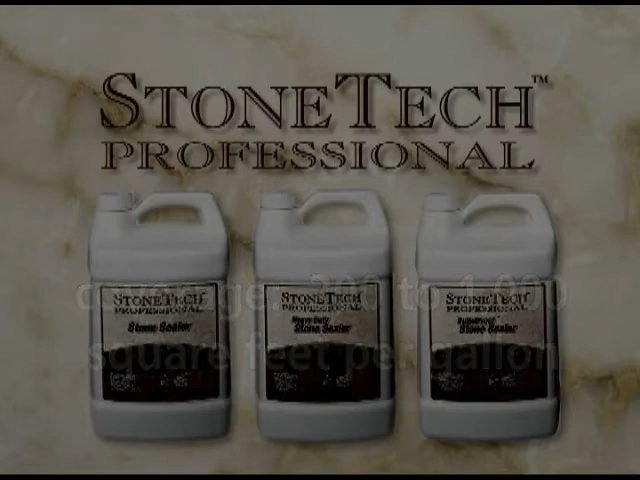 STONETECH™
PROFESSIONAL
coverage: 200 to 1,000
square feet per gallon
STONETECH
PROFESSIONAL
Stone Sealer
STONETECH
PROFESSIONAL
Heavy Duty
Stone Sealer
STONETECH
PROFESSIONAL
Stone Sealer